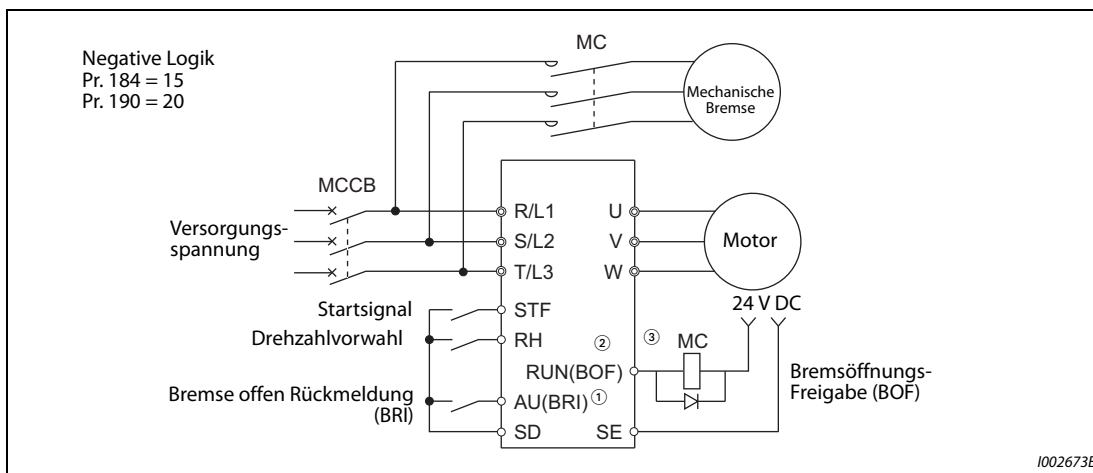 Negative Logik
Pr. 184 = 15
Pr. 190 = 20
MC
Mechanische
Bremse
MCCB
Versorgungs-
spannung
R/L1
S/L2
T/L3
U
V
W
Motor
24 V DC
Startsignal
STF
Drehzahlvorwahl
RH
② ③ MC
RUN(BOF)
Bremsöffnungs-
Freigabe (BOF)
Bremse offen Rückmeldung
(BRI)
AU(BRI) ①
SD
SE
I002673E